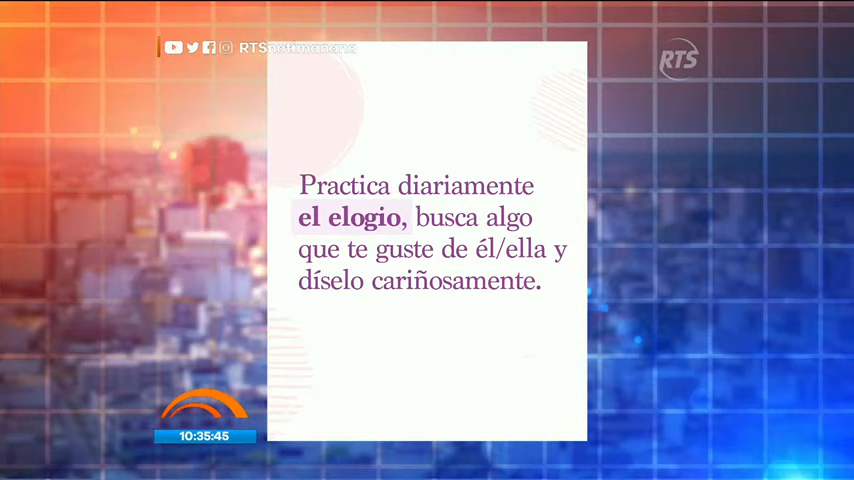 RTSnotimanana
RTS
Practica diariamente
el elogio, busca algo
que te guste de él/ella y
díselo cariñosamente.
10:35:45